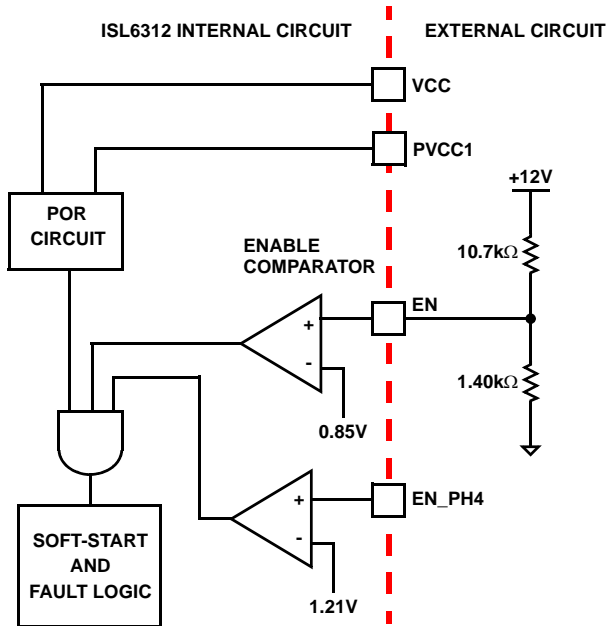 ISL6312 INTERNAL CIRCUIT
EXTERNAL CIRCUIT
VCC
PVCC1
+12V
POR
CIRCUIT
10.7kΩ
ENABLE
COMPARATOR
EN
+
-
1.40kΩ
0.85V
EN_PH4
+
-
SOFT-START
AND
FAULT LOGIC
1.21V